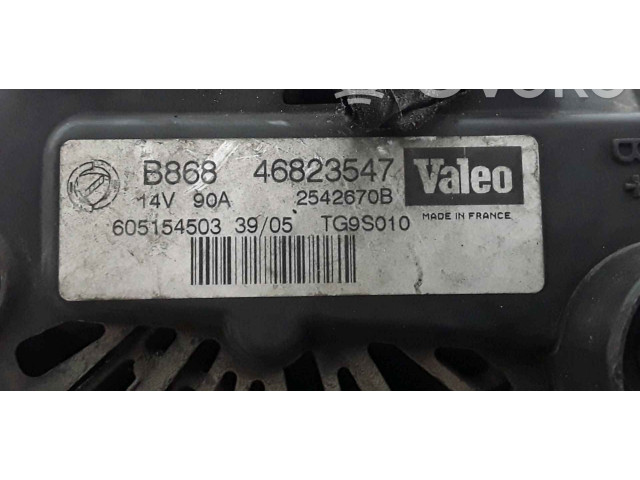 B868 46823547 Valeo
14V 90A 2542670B
MADE IN FRANCE
605154503 39/05 TG9S010